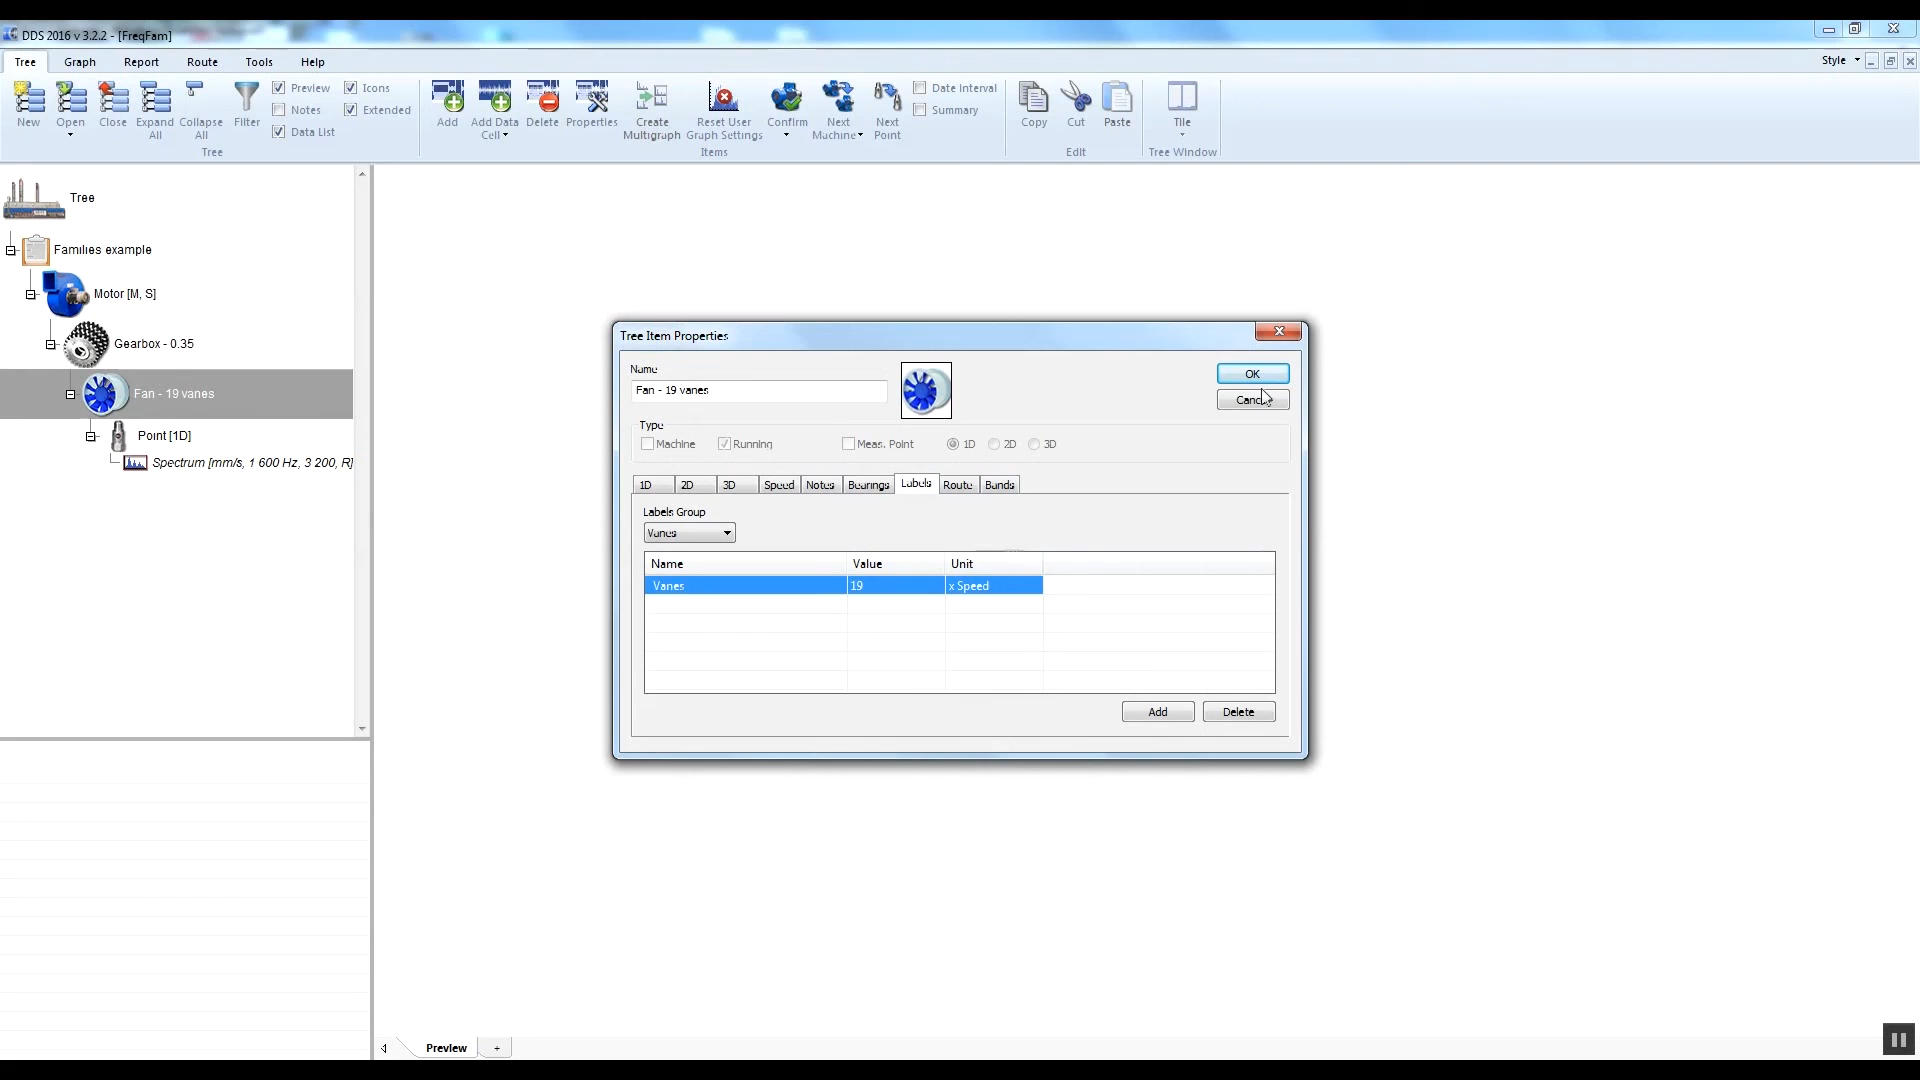 DDS 2016 v 3.2.2 - [FreqFam]
Tree Graph Report Route Tools Help Style
New Open Close Expand All Collapse All Filter
Preview Icons
Notes Extended
Data List
Tree
Add Add Data Cell Delete Properties Create Multigraph Reset User Graph Settings Confirm Next Machine Next Point
Date Interval
Summary
Items
Copy Cut Paste
Edit
Tile
Tree Window
Tree
Families example
Motor [M, S]
Gearbox - 0.35
Fan - 19 vanes
Point [1D]
Spectrum [mm/s, 1 600 Hz, 3 200, R]
Tree Item Properties
Name
Fan - 19 vanes
OK
Type
Machine Running Meas. Point 1D 2D 3D
1D 2D 3D Speed Notes Bearings Labels Route Bands
Labels Group
Vanes
Name Value Unit
Vanes 19 x Speed
Add Delete
Preview +